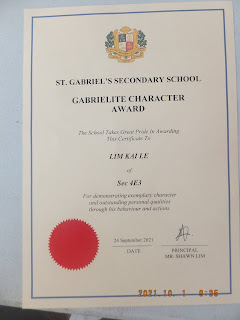 ST. GABRIEL'S SECONDARY SCHOOL
GABRIELITE CHARACTER
AWARD
The School Takes Great Pride In Awarding
This Certificate To
LIM KAI LE
of
Sec 4E3
For demonstrating exemplary character
and outstanding personal qualities
through his behaviour and actions
24 September 2021
DATE
PRINCIPAL
MR. SHAWN LIM
2021.10. 1